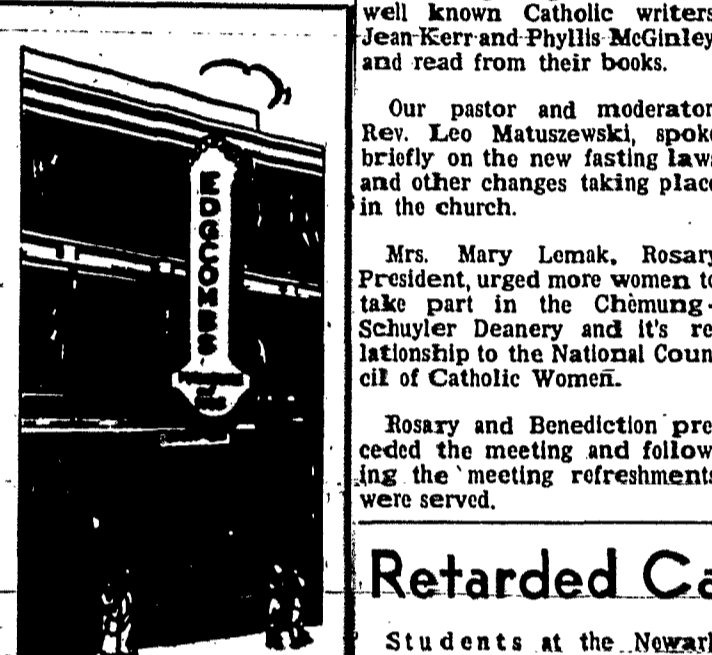 well known Catholic writers
Jean Kerr and Phyllis McGinley
and read from their books.
Our pastor and moderator
Rev. Leo Matuszewski, spoke
briefly on the new fasting laws
and other changes taking place
in the church.
Mrs. Mary Lemak, Rosary
President, urged more women to
take part in the Chemung-
Schuyler Deanery and it's re
lationship to the National Coun
cil of Catholic Women.
Rosary and Benediction pre
ceded the meeting and follow
ing the meeting refreshments
were served.
Retarded Ca
Students at the Newark